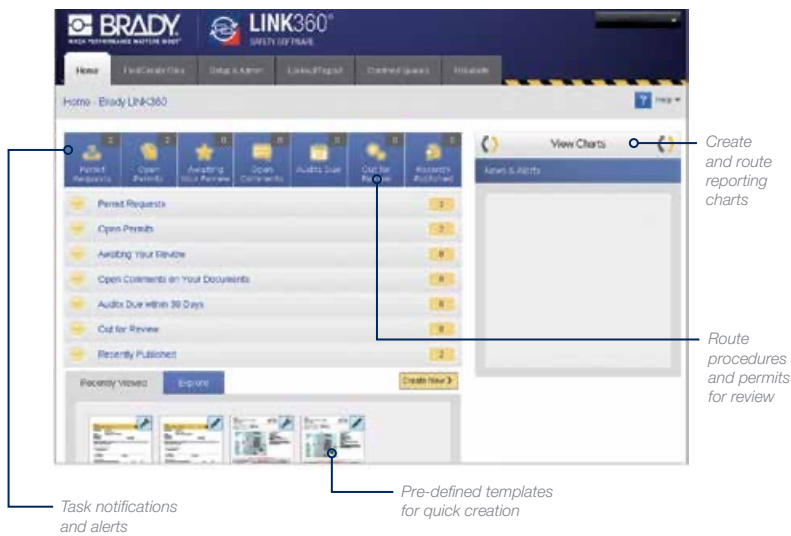 BRADY
WHEN PERFORMANCE MATTERS MOST
LINK360
SAFETY SOFTWARE
Home
Find/Create Files
Setup & Admin
Lockout/Tagout
Confined Spaces
Home - Brady LINK360
? Help
Permit Requests
Open Permits
Awaiting Your Review
Open Comments
Audits Due
Out for Review
Recently Published
Permit Requests
Open Permits
Awaiting Your Review
Open Comments on Your Documents
Audits Due within 30 Days
Out for Review
Recently Published
View Charts
News & Alerts
Recently Viewed
Explore
Create New
Create
and route
reporting
charts
Route
procedures
and permits
for review
Pre-defined templates
for quick creation
Task notifications
and alerts